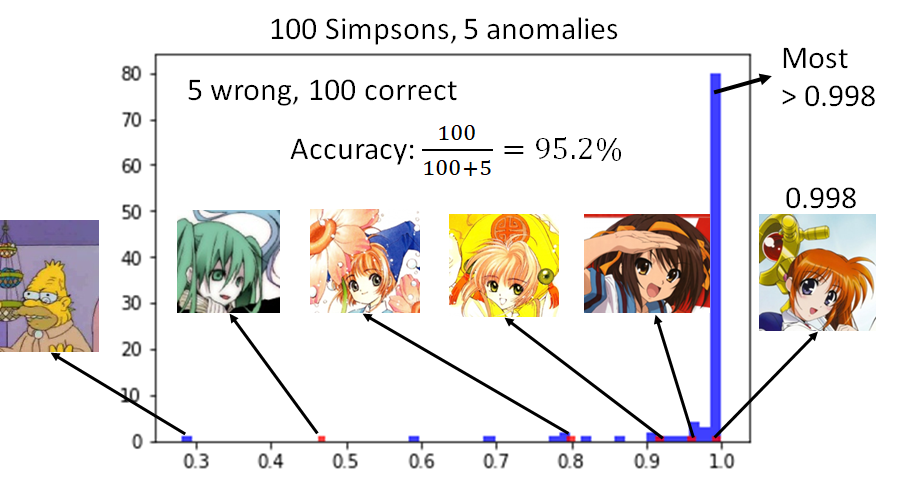 100 Simpsons, 5 anomalies
Most
> 0.998
5 wrong, 100 correct
Accuracy: 100/100+5 = 95.2%
0.998
80
70
60
50
40
30
20
10
0
0.3 0.4 0.5 0.6 0.7 0.8 0.9 1.0